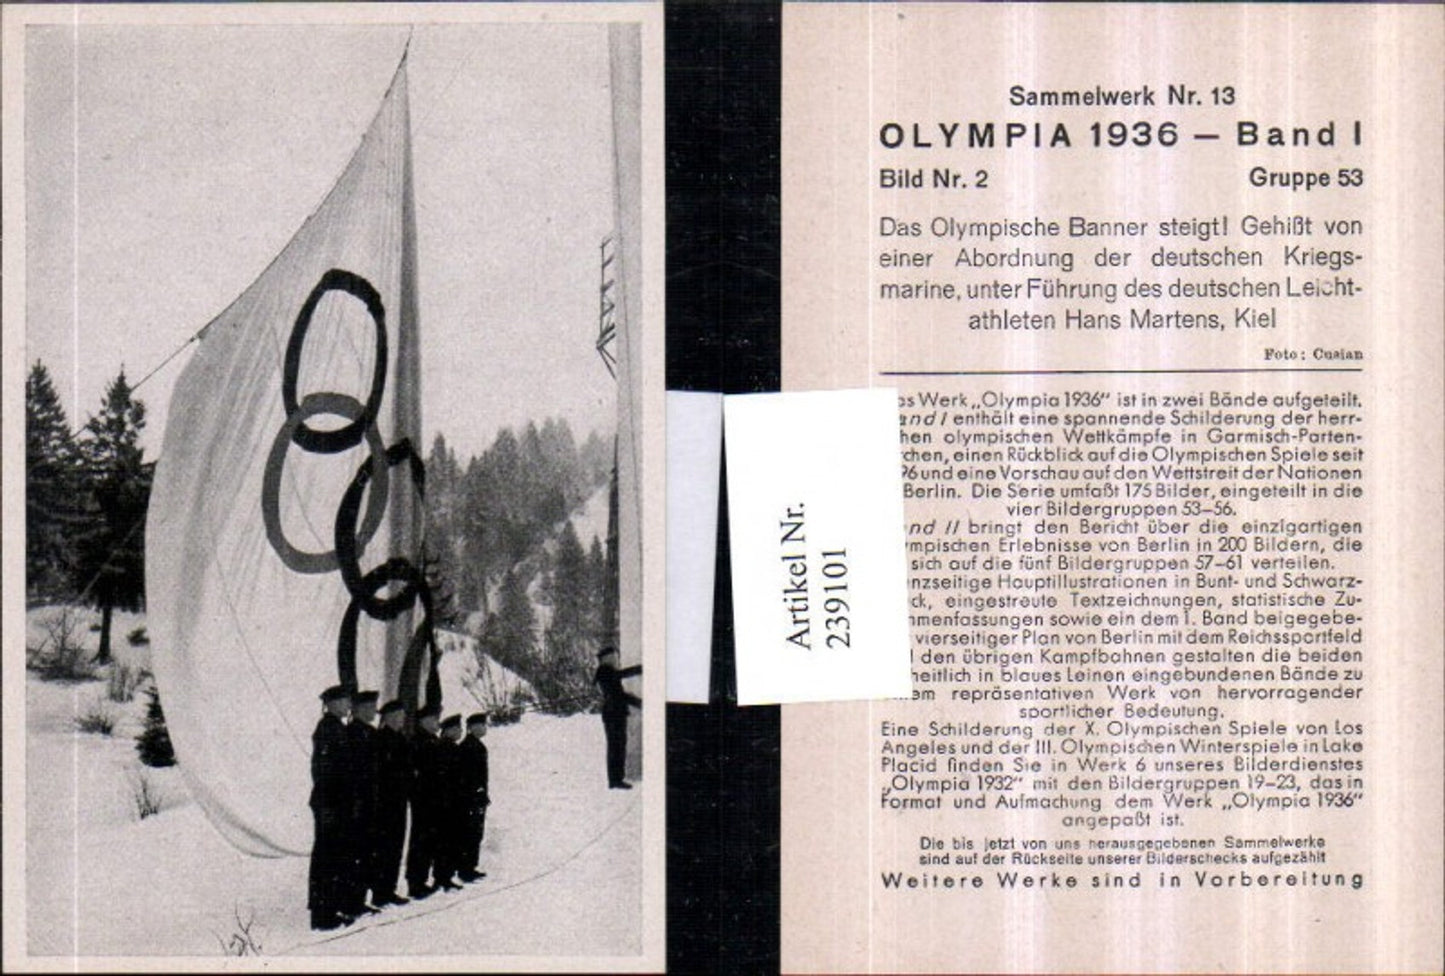 Sammelwerk Nr. 13
OLYMPIA 1936 — Band I
Bild Nr. 2 Gruppe 53
Das Olympische Banner steigt! Gehißt von
einer Abordnung der deutschen Kriegs-
marine, unter Führung des deutschen Leicht-
athleten Hans Martens, Kiel
Foto: Cusian
Werk „Olympia 1936“ ist in zwei Bände aufgeteilt.
I enthält eine spannende Schilderung der herr-
olympischen Wettkämpfe in Garmisch-Parten-
einen Rückblick auf die Olympischen Spiele seit
und eine Vorschau auf den Wettstreit der Nationen
Berlin. Die Serie umfaßt 175 Bilder, eingeteilt in die
vier Bildergruppen 53–56.
II bringt den Bericht über die einzigartigen
Erlebnisse von Berlin in 200 Bildern, die
sich auf die fünf Bildergruppen 57–61 verteilen.
Hauptillustrationen in Bunt- und Schwarz-
eingestreute Textzeichnungen, statistische Zu-
sowie ein dem 1. Band beigegebe-
vierseitiger Plan von Berlin mit dem Reichssportfeld
den übrigen Kampfbahnen gestalten die beiden
in blaues Leinen eingebundenen Bände zu
repräsentativen Werk von hervorragender
sportlicher Bedeutung.
Eine Schilderung der X. Olympischen Spiele von Los
Angeles und der III. Olympischen Winterspiele in Lake
Placid finden Sie in Werk 6 unseres Bilderdienstes
„Olympia 1932“ mit den Bildergruppen 19–23, das in
Format und Aufmachung dem Werk „Olympia 1936“
angepaßt ist.
Die bis jetzt von uns herausgegebenen Sammelwerke
sind auf der Rückseite unserer Bilderschecks aufgezählt
Weitere Werke sind in Vorbereitung
Artikel Nr.
239101